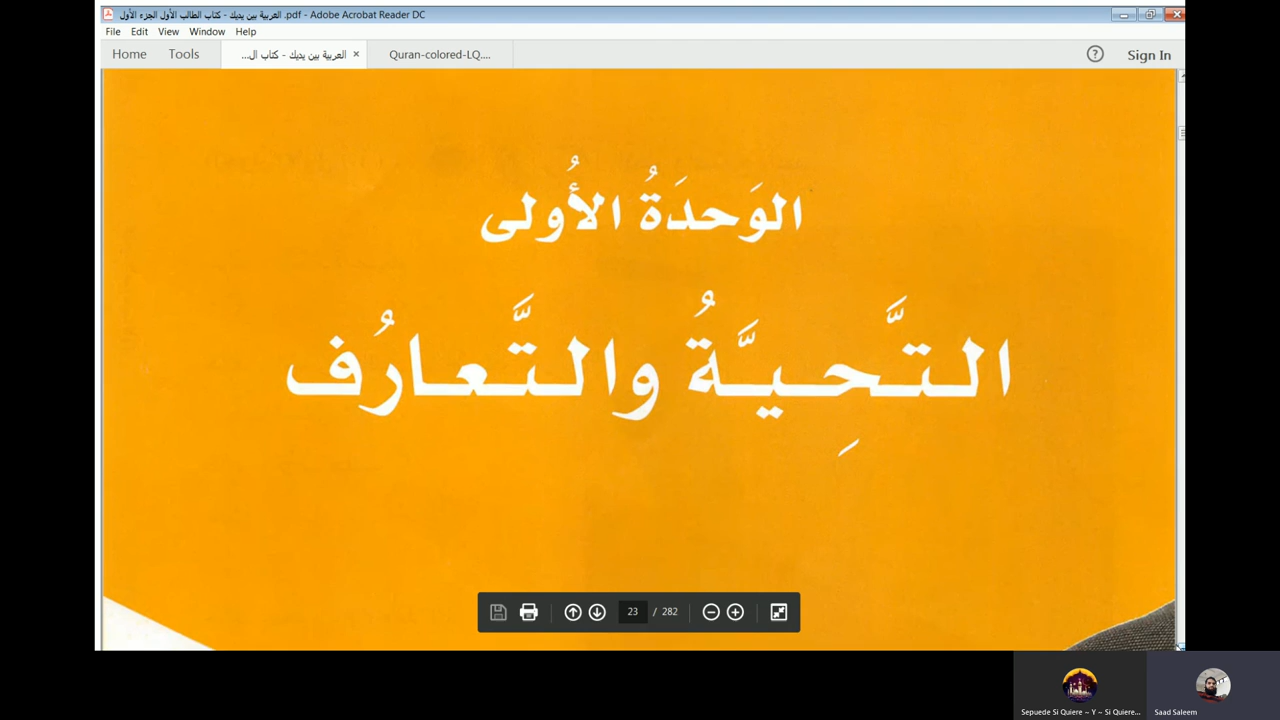 العربية بين يديك - كتاب الطالب الأول الجزء الأول .pdf - Adobe Acrobat Reader DC
File Edit View Window Help
Home Tools العربية بين يديك - كتاب ال... Quran-colored-LQ.... Sign In
الوَحدَةُ الأُولى
التَّحِيَّةُ والتَّعارُف
23 / 282
Sepuede Si Quiere ~ Y ~ Si Quiere... Saad Saleem